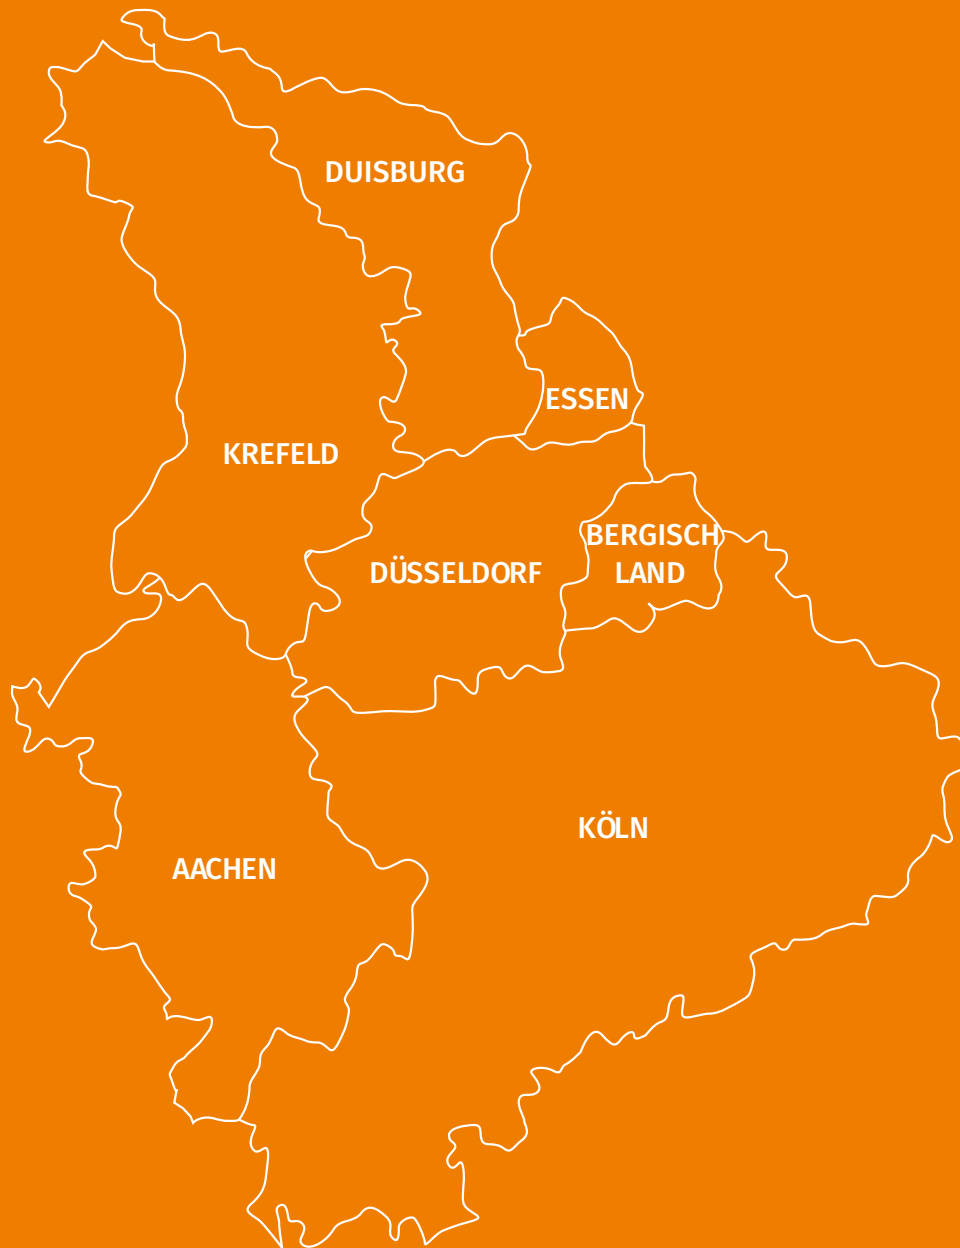 DUISBURG
ESSEN
KREFELD
BERGISCH
LAND
DÜSSELDORF
KÖLN
AACHEN